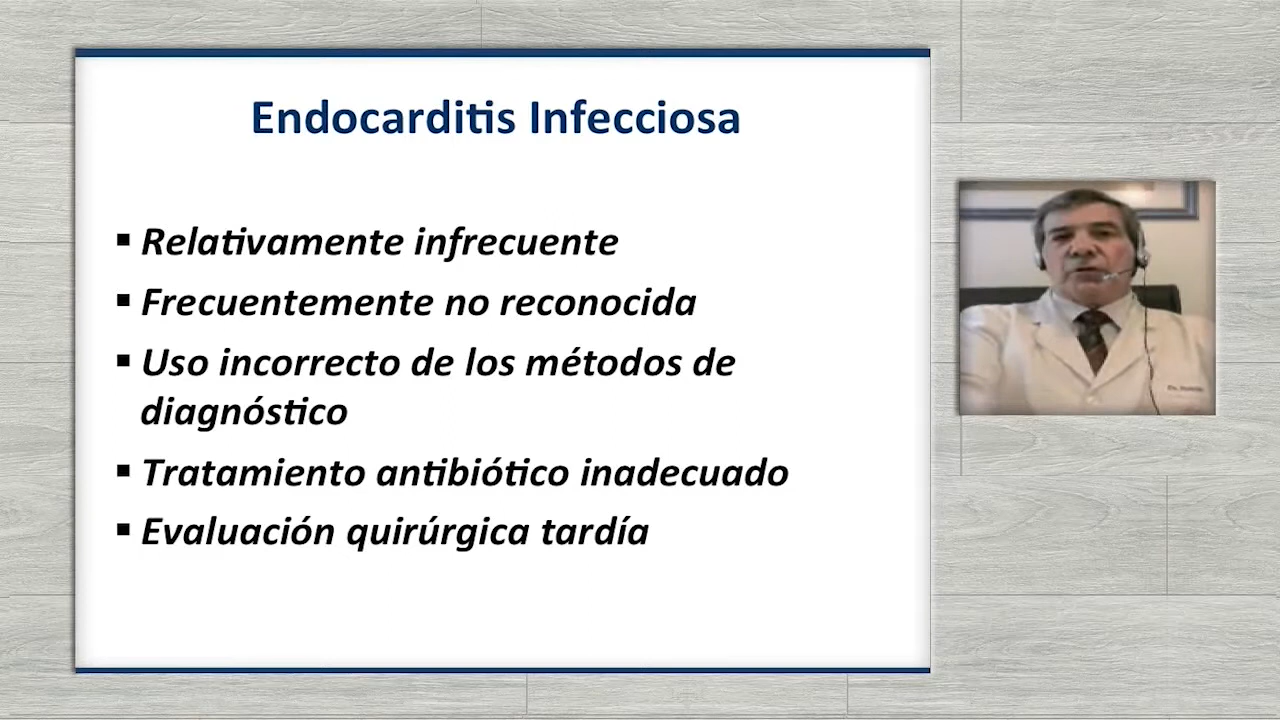 Endocarditis Infecciosa
▪ Relativamente infrecuente
▪ Frecuentemente no reconocida
▪ Uso incorrecto de los métodos de
diagnóstico
▪ Tratamiento antibiótico inadecuado
▪ Evaluación quirúrgica tardía